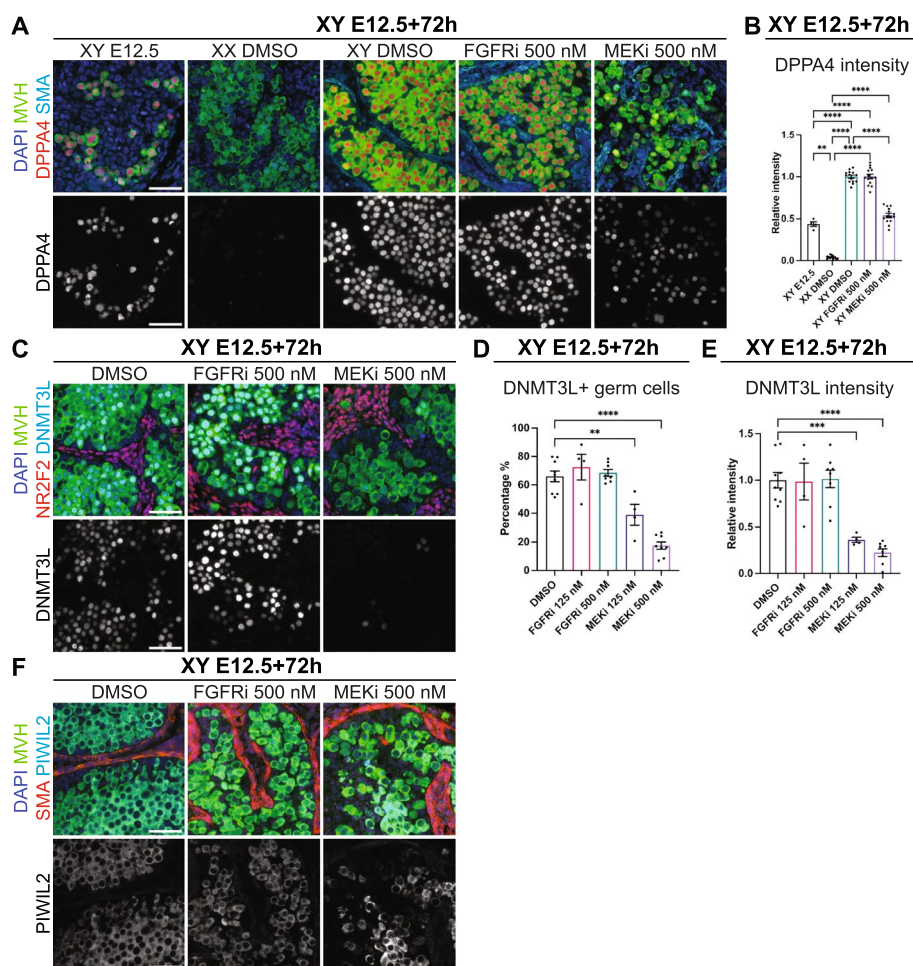 A
XY E12.5+72h
XY E12.5
XX DMSO
XY DMSO
FGFRi 500 nM
MEKi 500 nM
DAPI MVH
DPPA4 SMA
DPPA4
B
XY E12.5+72h
DPPA4 intensity
****
****
****
**** ****
** ****
Relative intensity
1.5
1.0
0.5
0.0
XY E12.5
XX DMSO
XY DMSO
XY FGFRi 500 nM
XY MEKi 500 nM
C
XY E12.5+72h
DMSO
FGFRi 500 nM
MEKi 500 nM
DAPI MVH
NR2F2 DNMT3L
DNMT3L
D
XY E12.5+72h
DNMT3L+ germ cells
****
**
Percentage %
100
80
60
40
20
0
DMSO
FGFRi 125 nM
FGFRi 500 nM
MEKi 125 nM
MEKi 500 nM
E
XY E12.5+72h
DNMT3L intensity
****
***
Relative intensity
1.5
1.0
0.5
0.0
DMSO
FGFRi 125 nM
FGFRi 500 nM
MEKi 125 nM
MEKi 500 nM
F
XY E12.5+72h
DMSO
FGFRi 500 nM
MEKi 500 nM
DAPI MVH
SMA PIWIL2
PIWIL2